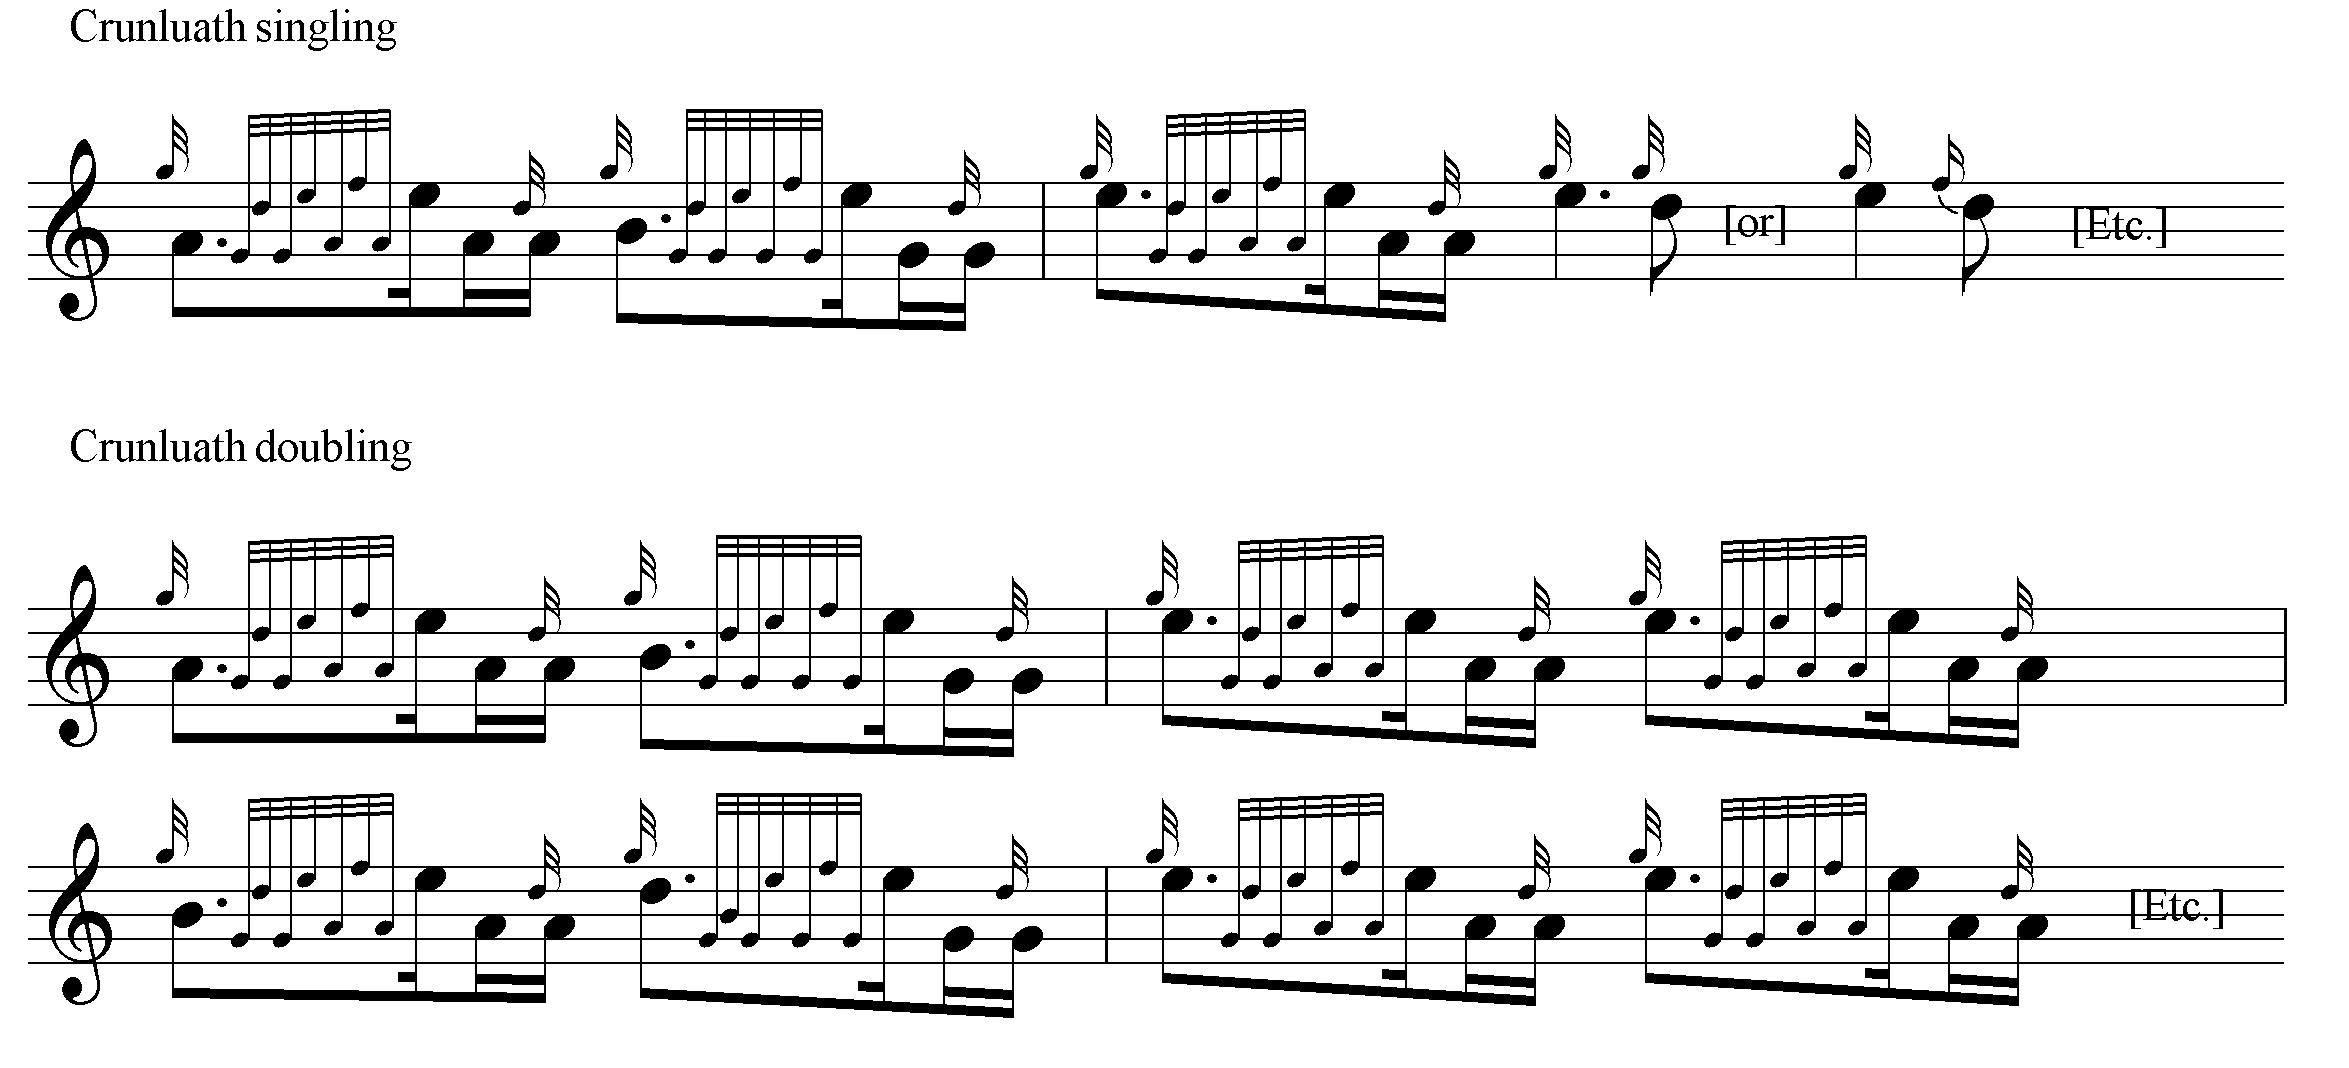 Crunluath singling
[or] [Etc.]
Crunluath doubling
[Etc.]